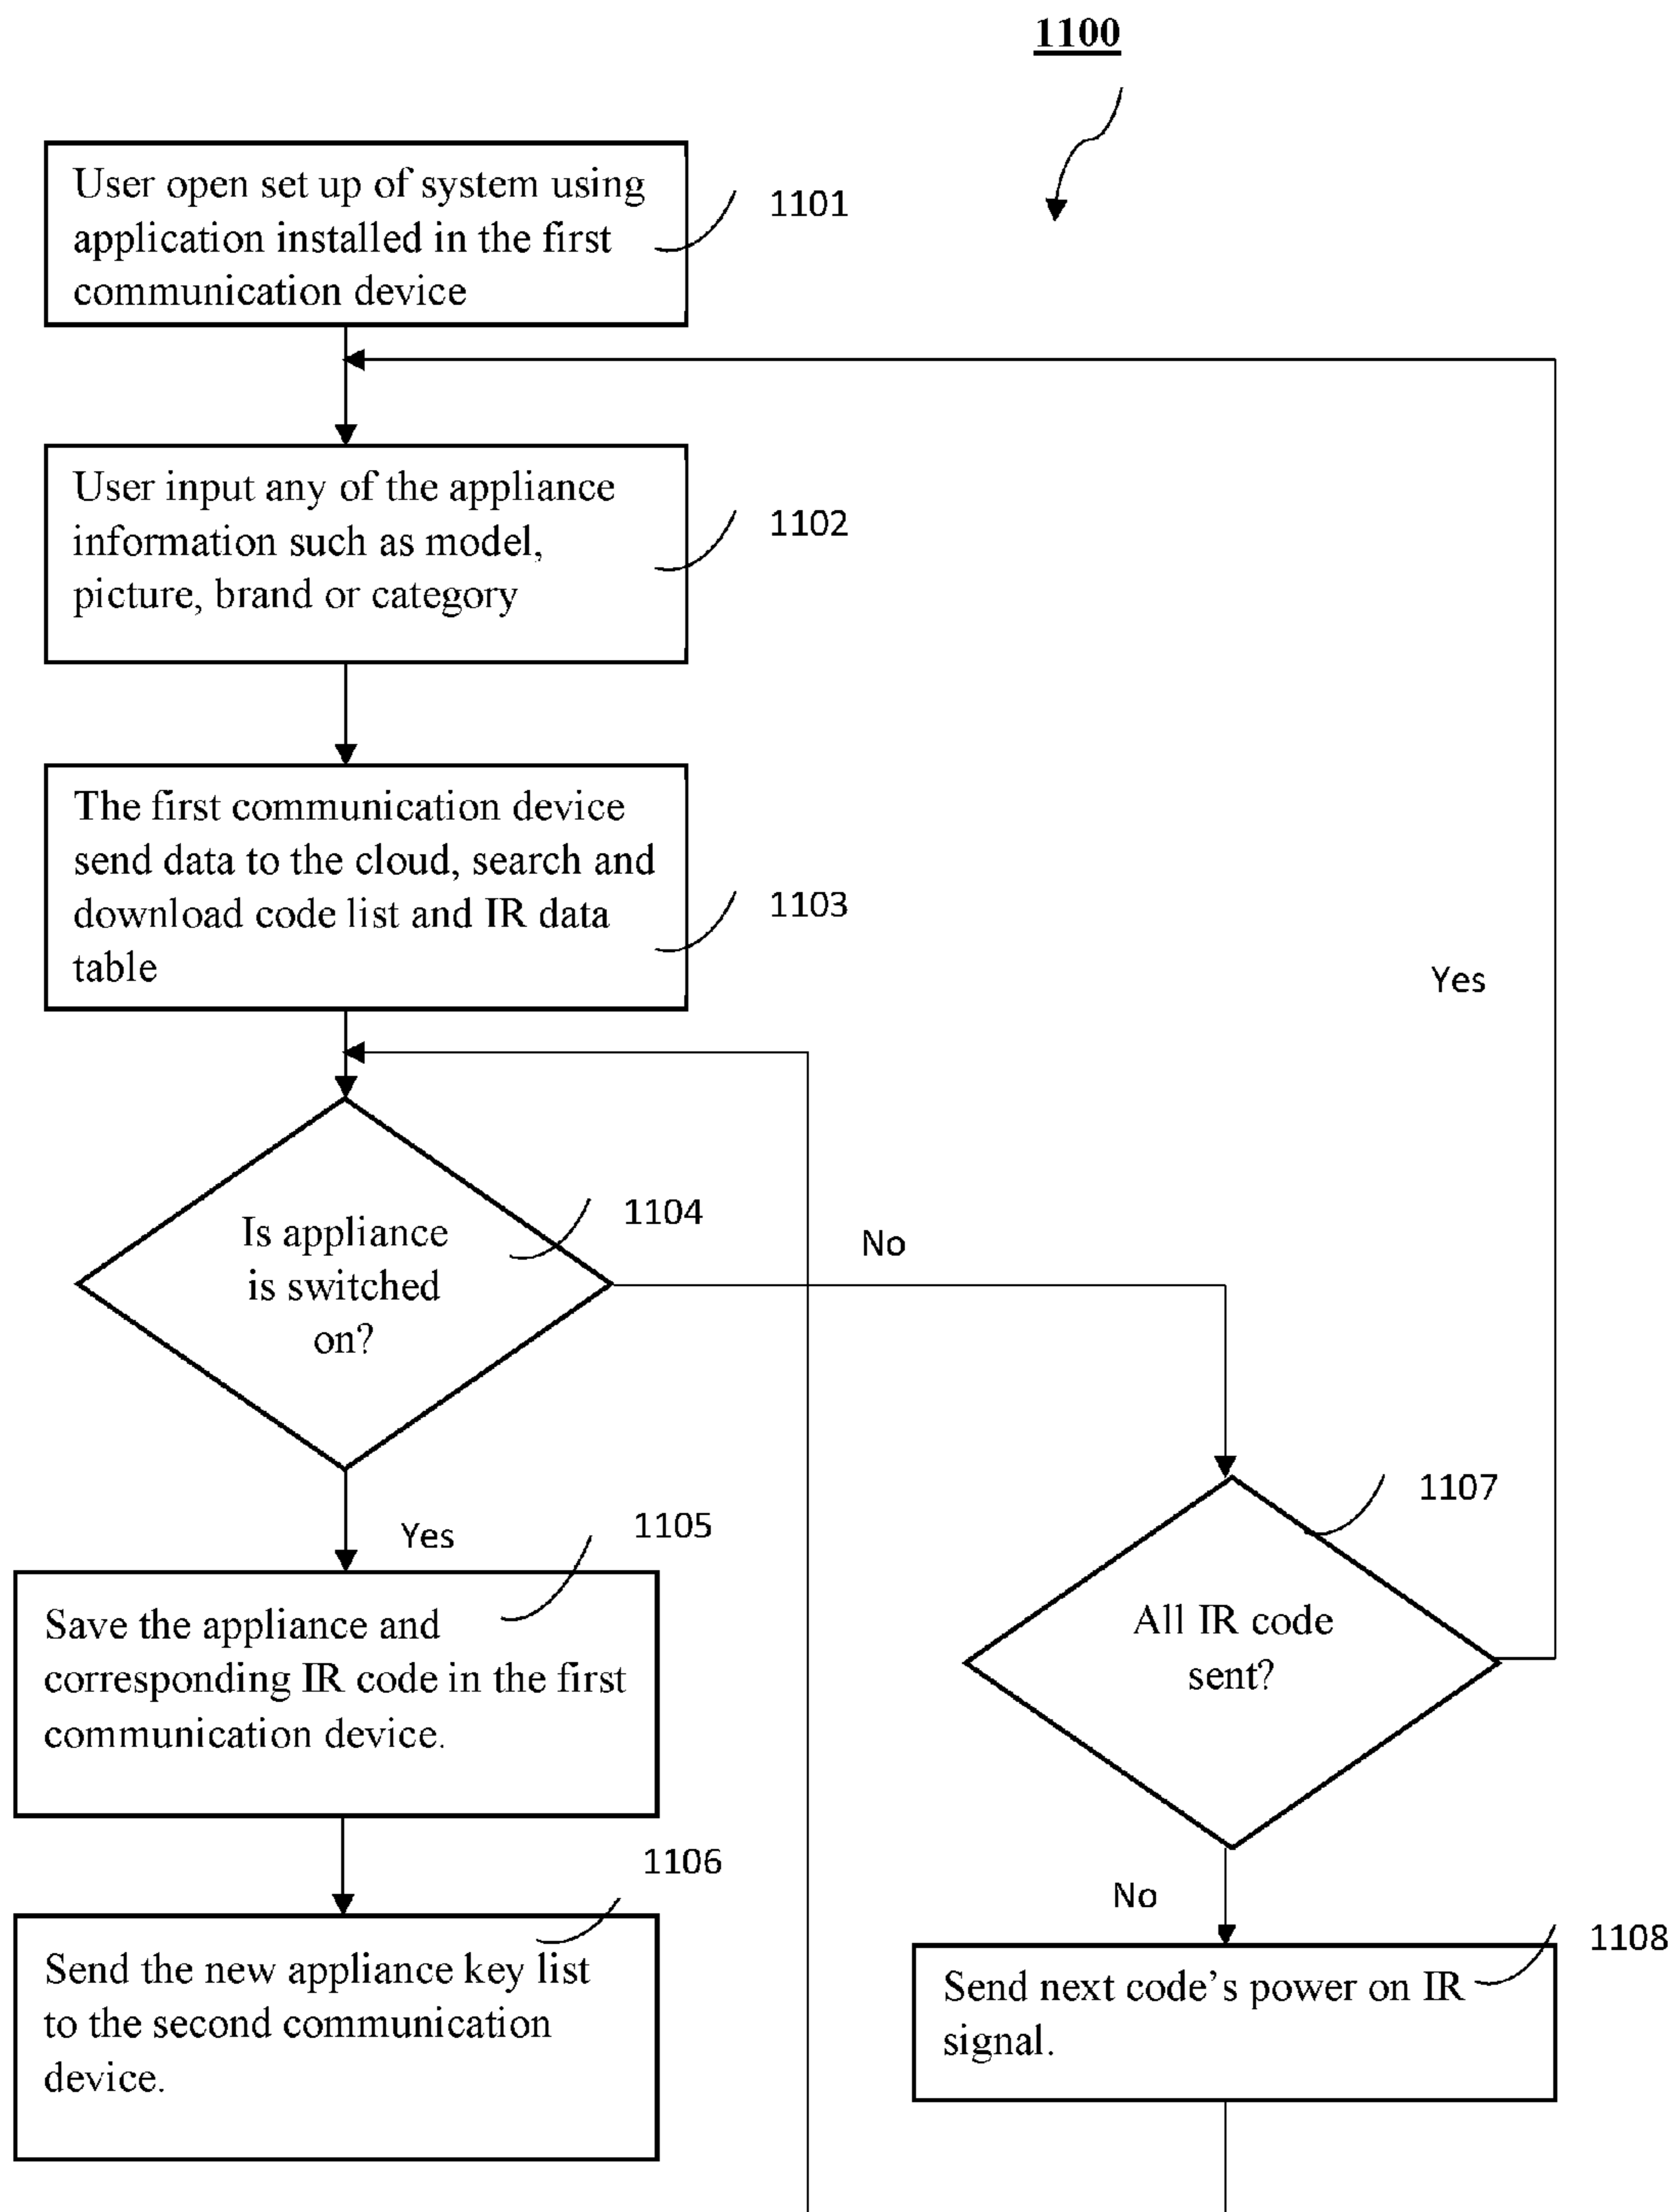 1100
User open set up of system using
application installed in the first
communication device
1101
User input any of the appliance
information such as model,
picture, brand or category
1102
The first communication device
send data to the cloud, search and
download code list and IR data
table
1103
Yes
Is appliance
is switched
on?
1104
No
Yes
1105
Save the appliance and
corresponding IR code in the first
communication device.
1107
All IR code
sent?
1106
Send the new appliance key list
to the second communication
device.
No
1108
Send next code's power on IR
signal.